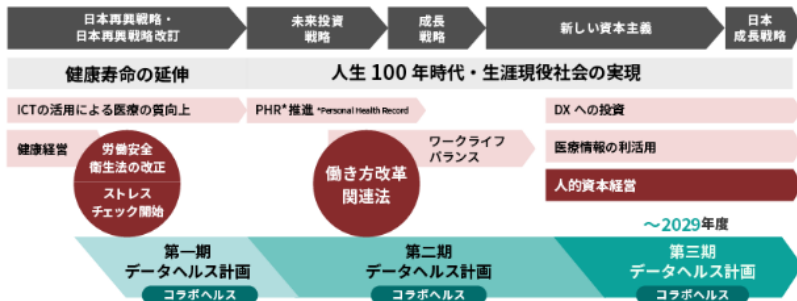 日本再興戦略・
日本再興戦略改訂
未来投資
戦略
成長
戦略
新しい資本主義
日本
成長戦略
健康寿命の延伸
人生100年時代・生涯現役社会の実現
ICTの活用による医療の質向上
PHR*推進 *Personal Health Record
DXへの投資
健康経営
労働安全
衛生法の改正
ストレス
チェック開始
働き方改革
関連法
ワークライフ
バランス
医療情報の利活用
人的資本経営
～2029年度
第一期
データヘルス計画
コラボヘルス
第二期
データヘルス計画
コラボヘルス
第三期
データヘルス計画
コラボヘルス